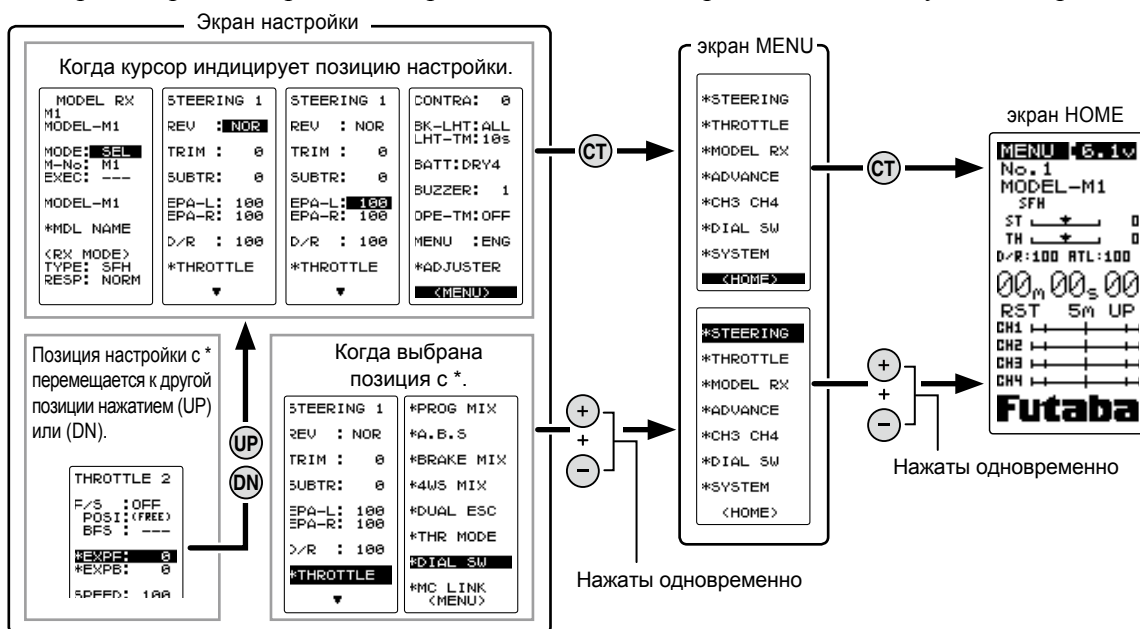 Экран настройки
Когда курсор индицирует позицию настройки.
MODEL RX
M1
MODEL-M1
MODE: SEL
M-No: M1
EXEC: ---
MODEL-M1
*MDL NAME
<RX MODE>
TYPE: SFH
RESP: NORM
STEERING 1
REV : NOR
TRIM : 0
SUBTR: 0
EPA-L: 100
EPA-R: 100
D/R : 100
*THROTTLE
▼
STEERING 1
REV : NOR
TRIM : 0
SUBTR: 0
EPA-L: 100
EPA-R: 100
D/R : 100
*THROTTLE
▼
CONTRA: 0
BK-LHT:ALL
LHT-TM:10s
BATT:DRY4
BUZZER: 1
OPE-TM:OFF
MENU :ENG
*ADJUSTER
<MENU>
Позиция настройки с *
перемещается к другой
позиции нажатием (UP)
или (DN).
THROTTLE 2
F/S :OFF
POSI:(FREE)
BFS : ---
*EXPF: 0
*EXPB: 0
SPEED: 100
UP
DN
Когда выбрана
позиция с *.
STEERING 1
REV : NOR
TRIM : 0
SUBTR: 0
EPA-L: 100
EPA-R: 100
D/R : 100
*THROTTLE
▼
*PROG MIX
*A.B.S
*BRAKE MIX
*4WS MIX
*DUAL ESC
*THR MODE
*DIAL SW
*MC LINK
<MENU>
CT
+
+
−
Нажаты одновременно
экран MENU
*STEERING
*THROTTLE
*MODEL RX
*ADVANCE
*CH3 CH4
*DIAL SW
*SYSTEM
<HOME>
*STEERING
*THROTTLE
*MODEL RX
*ADVANCE
*CH3 CH4
*DIAL SW
*SYSTEM
<HOME>
CT
+
+
−
Нажаты одновременно
экран HOME
MENU 6.1v
No.1
MODEL-M1
SFH
ST 0
TH 0
D/R:100 ATL:100
00m00s00
RST 5m UP
CH1
CH2
CH3
CH4
Futaba